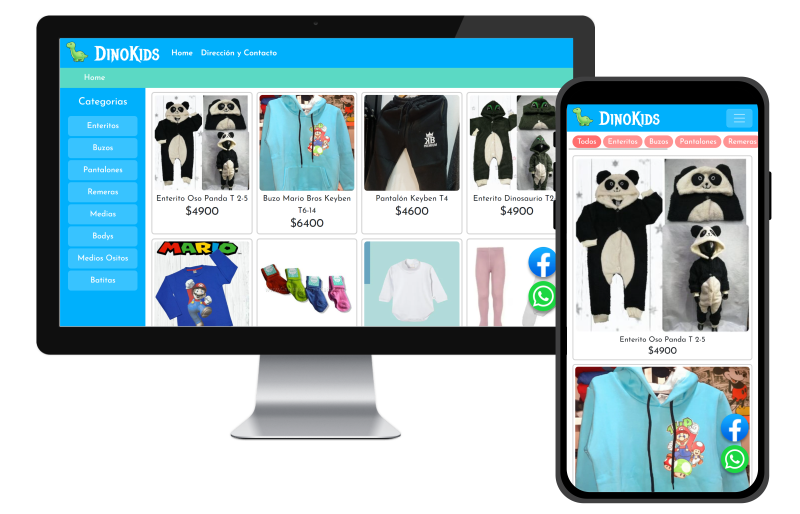 DINOKIDS
Home Dirección y Contacto
Home
Categorias
Enteritos
Buzos
Pantalones
Remeras
Medias
Bodys
Medios Ositos
Batitas
Enterito Oso Panda T 2-5
$4900
Buzo Mario Bros Keyben
T6-14
$6400
KB
Pantalón Keyben T4
$4600
Enterito Dinosaurio T2
$4900
MARIO
DINOKIDS
Todos Enteritos Buzos Pantalones Remeras
Enterito Oso Panda T 2-5
$4900